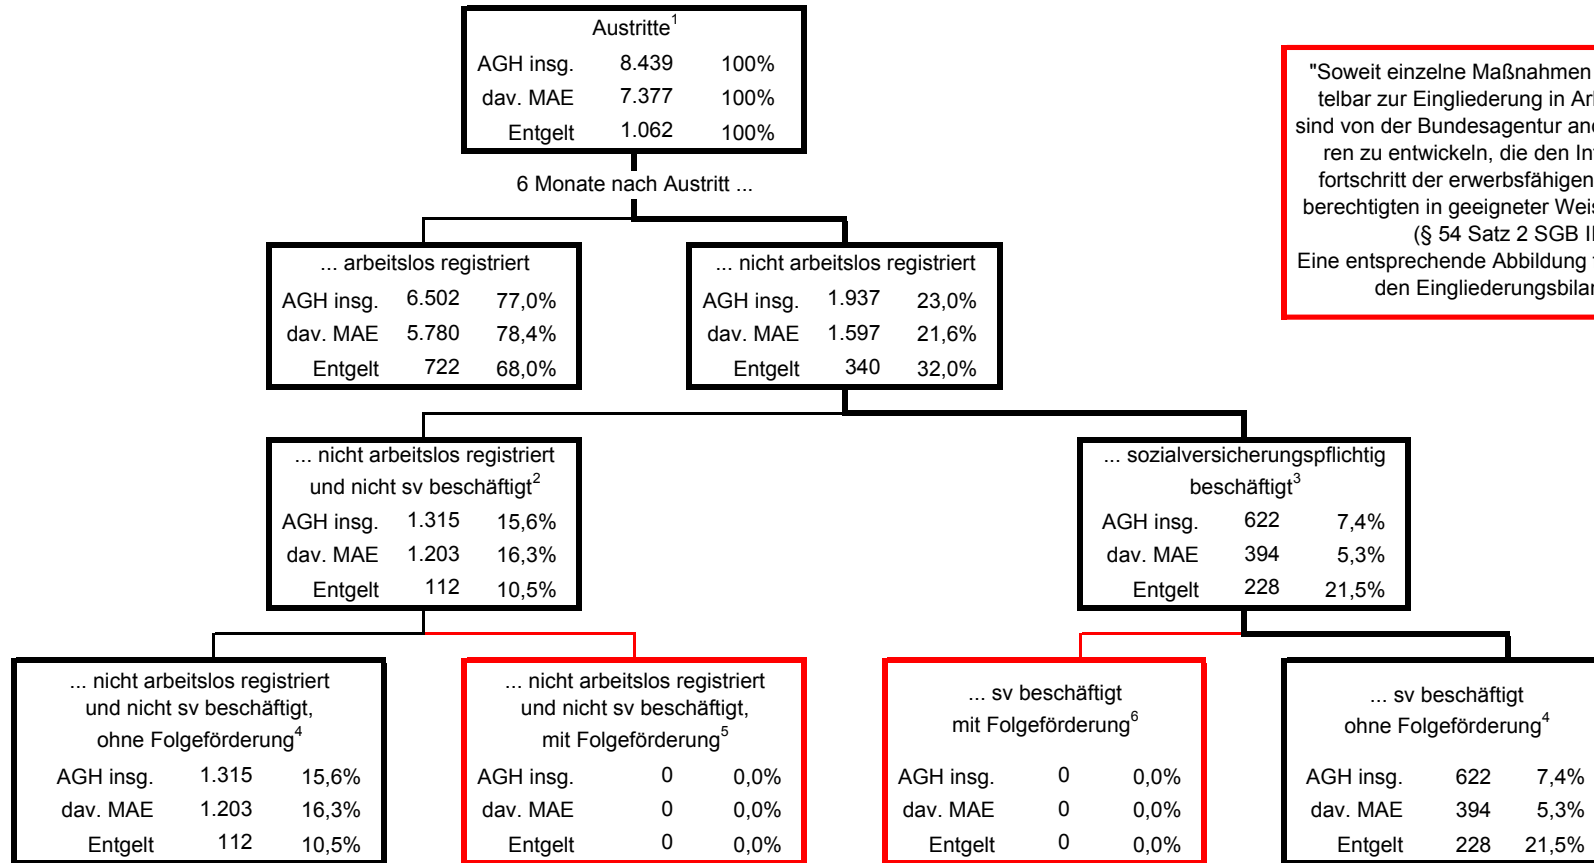 Austritte¹
AGH insg. 8.439 100%
dav. MAE 7.377 100%
Entgelt 1.062 100%
"Soweit einzelne Maßnahmen
telbar zur Eingliederung in
sind von der Bundesagentur
ren zu entwickeln, die den
fortschritt der erwerbsfähigen
berechtigten in geeigneter
(§ 54 Satz 2 SGB
Eine entsprechende Abbildung
den
6 Monate nach Austritt ...
... arbeitslos registriert
AGH insg. 6.502 77,0%
dav. MAE 5.780 78,4%
Entgelt 722 68,0%
... nicht arbeitslos registriert
AGH insg. 1.937 23,0%
dav. MAE 1.597 21,6%
Entgelt 340 32,0%
... nicht arbeitslos registriert
und nicht sv beschäftigt²
AGH insg. 1.315 15,6%
dav. MAE 1.203 16,3%
Entgelt 112 10,5%
... sozialversicherungspflichtig
beschäftigt³
AGH insg. 622 7,4%
dav. MAE 394 5,3%
Entgelt 228 21,5%
... nicht arbeitslos registriert
und nicht sv beschäftigt,
ohne Folgeförderung⁴
AGH insg. 1.315 15,6%
dav. MAE 1.203 16,3%
Entgelt 112 10,5%
... nicht arbeitslos registriert
und nicht sv beschäftigt,
mit Folgeförderung⁵
AGH insg. 0 0,0%
dav. MAE 0 0,0%
Entgelt 0 0,0%
... sv beschäftigt
mit Folgeförderung⁶
AGH insg. 0 0,0%
dav. MAE 0 0,0%
Entgelt 0 0,0%
... sv beschäftigt
ohne Folgeförderung⁴
AGH insg. 622 7,4%
dav. MAE 394 5,3%
Entgelt 228 21,5%